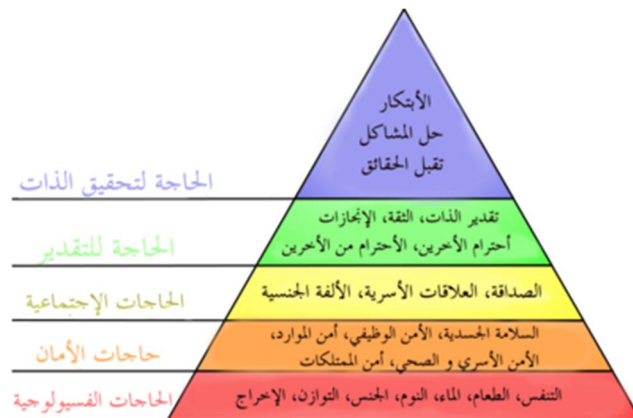 الأبتكار
حل المشاكل
تقبل الحقائق
الحاجة لتحقيق الذات
تقدير الذات، الثقة، الإنجازات
أحترام الأخرين، الأحترام من الأخرين
الحاجة للتقدير
الصداقة، العلاقات الأسرية، الألفة الجنسية
الحاجات الإجتماعية
السلامة الجسدية، الأمن الوظيفي، أمن الموارد،
الأمن الأسري و الصحي، أمن الممتلكات
حاجات الأمان
التنفس، الطعام، الماء، النوم، الجنس، التوازن، الإخراج
الحاجات الفسيولوجية